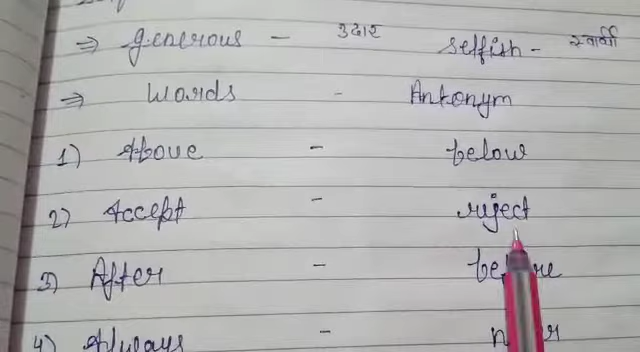 ⇒ generous - उदार selfish - स्वार्थी
⇒ Words - Antonym
1) Above - below
2) Accept - reject
3) After -
4) Always -